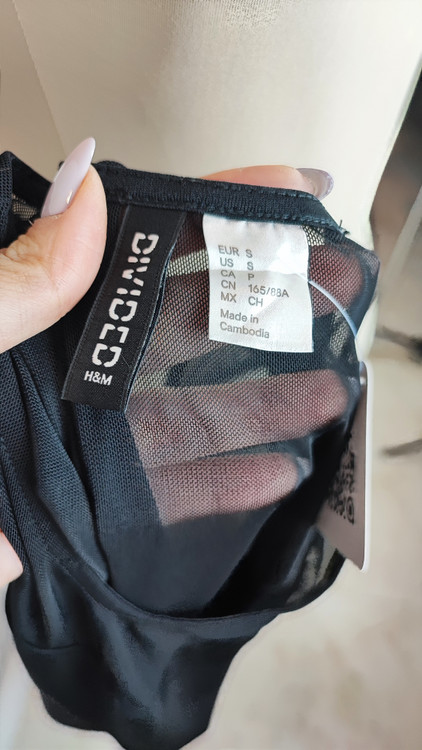 DIVIDED
H&M
EUR S
US S
CA P
CN 165/88A
MX CH
Made in
Cambodia